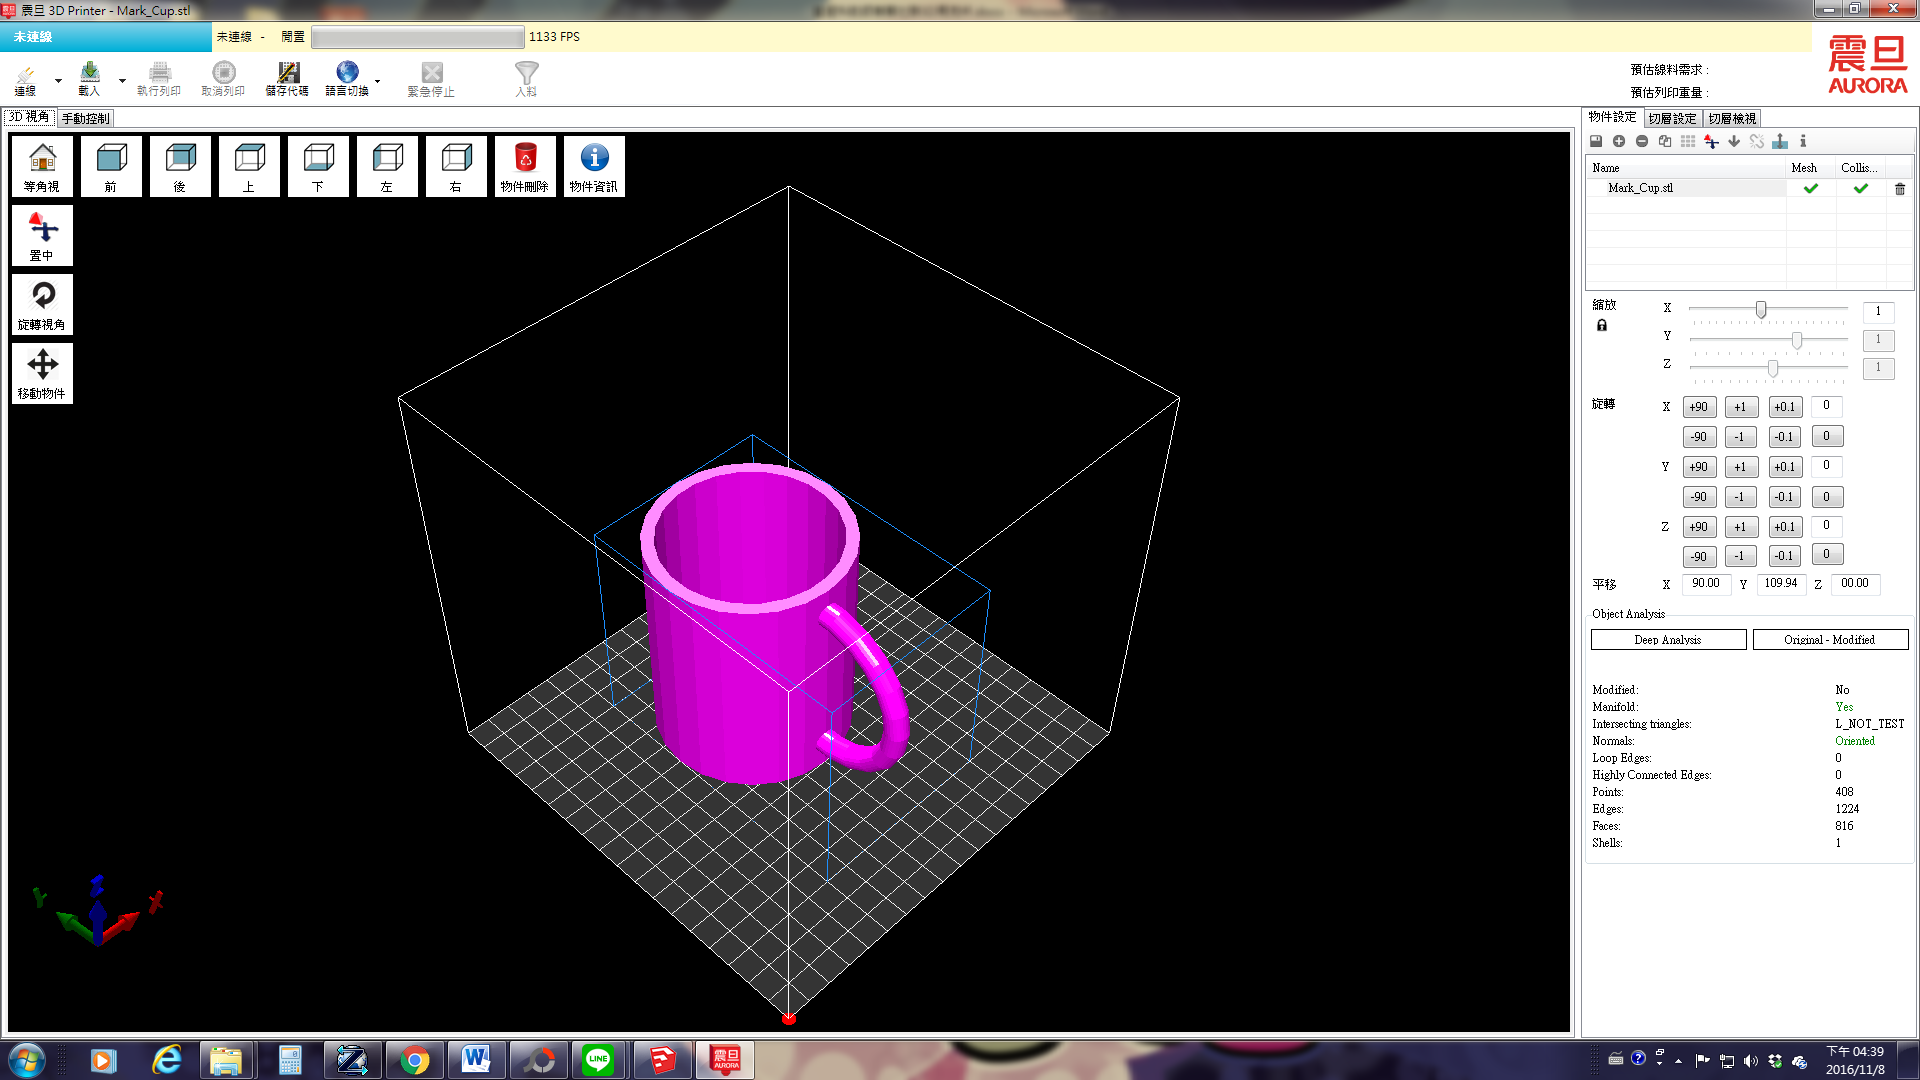 震旦 3D Printer - Mark_Cup.stl
未連線
未連線 - 閒置 1133 FPS
連線 載入 執行列印 取消列印 儲存代碼 語言切換 緊急停止 入料
預估線料需求 :
預估列印重量 :
震旦
AURORA
3D 視角 手動控制
等角視 前 後 上 下 左 右 物件刪除 物件資訊
置中
旋轉視角
移動物件
Y Z X
物件設定 切層設定 切層檢視
Name Mesh Collis...
Mark_Cup.stl
縮放 X 1
Y 1
Z 1
旋轉 X +90 +1 +0.1 0
-90 -1 -0.1 0
Y +90 +1 +0.1 0
-90 -1 -0.1 0
Z +90 +1 +0.1 0
-90 -1 -0.1 0
平移 X 90.00 Y 109.94 Z 00.00
Object Analysis
Deep Analysis Original - Modified
Modified: No
Manifold: Yes
Intersecting triangles: L_NOT_TEST
Normals: Oriented
Loop Edges: 0
Highly Connected Edges: 0
Points: 408
Edges: 1224
Faces: 816
Shells: 1
LINE
震旦
AURORA
下午 04:39
2016/11/8